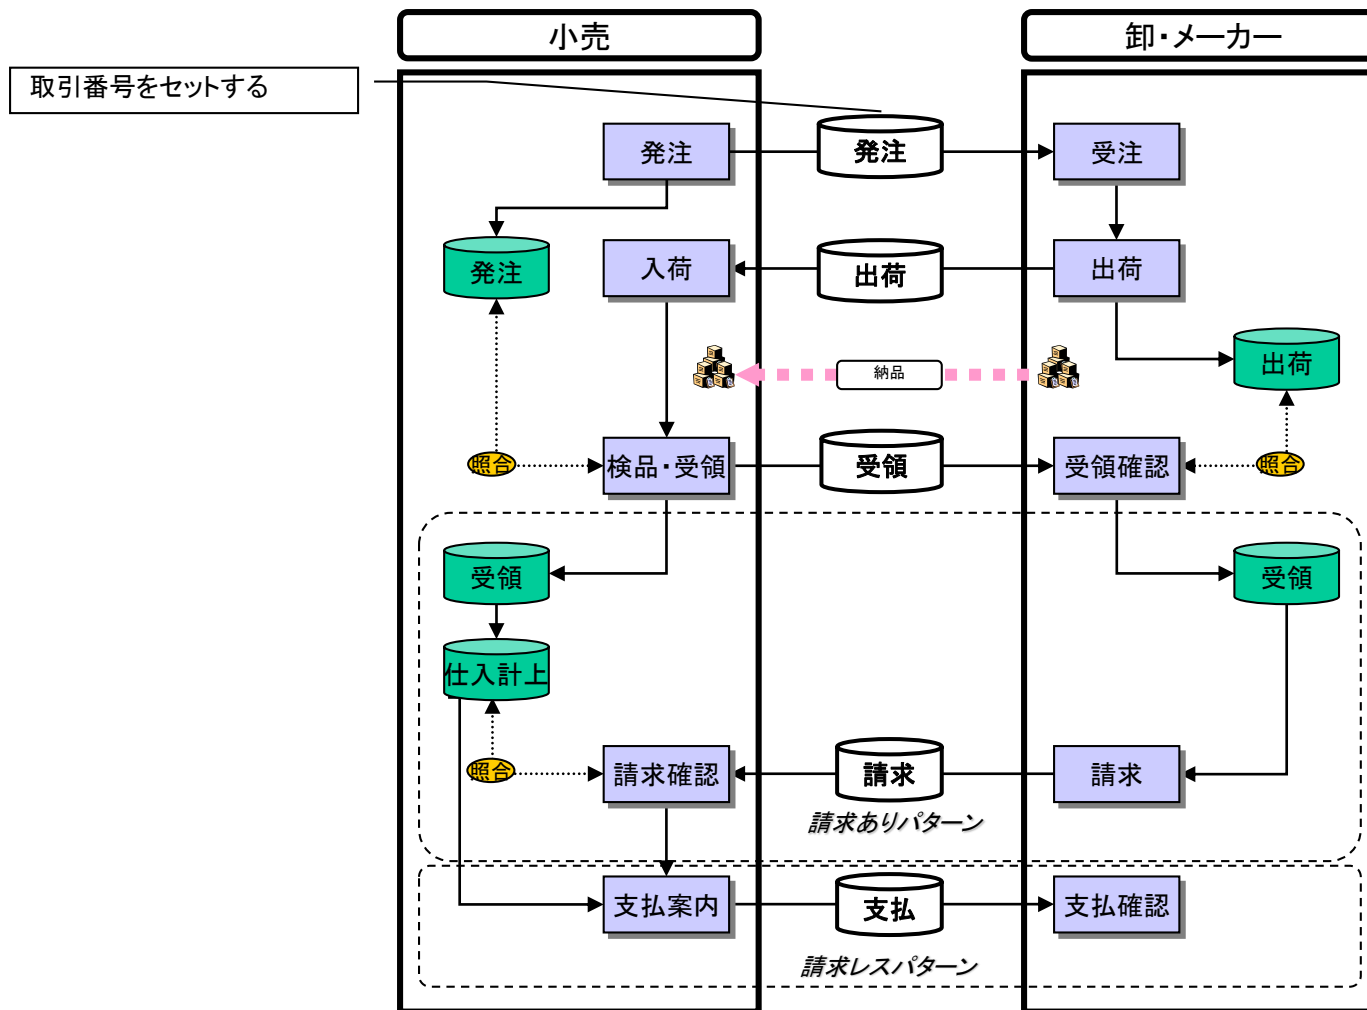 小売
卸・メーカー
取引番号をセットする
発注
発注
受注
発注
入荷
出荷
出荷
納品
出荷
照合
検品・受領
受領
受領確認
照合
受領
受領
仕入計上
照合
請求確認
請求
請求
請求ありパターン
支払案内
支払
支払確認
請求レスパターン